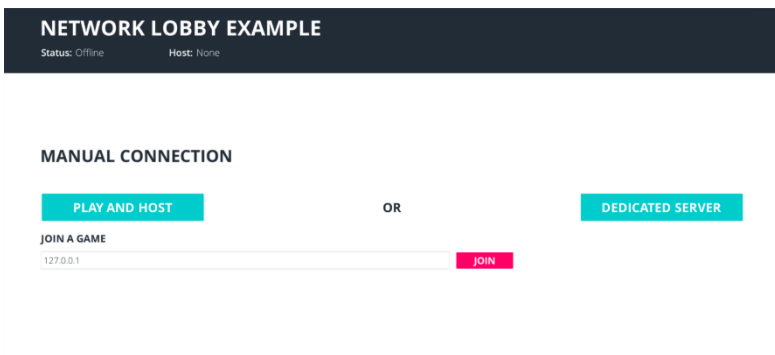 NETWORK LOBBY EXAMPLE
Status: Offline Host: None
MANUAL CONNECTION
PLAY AND HOST OR DEDICATED SERVER
JOIN A GAME
127.0.0.1 JOIN